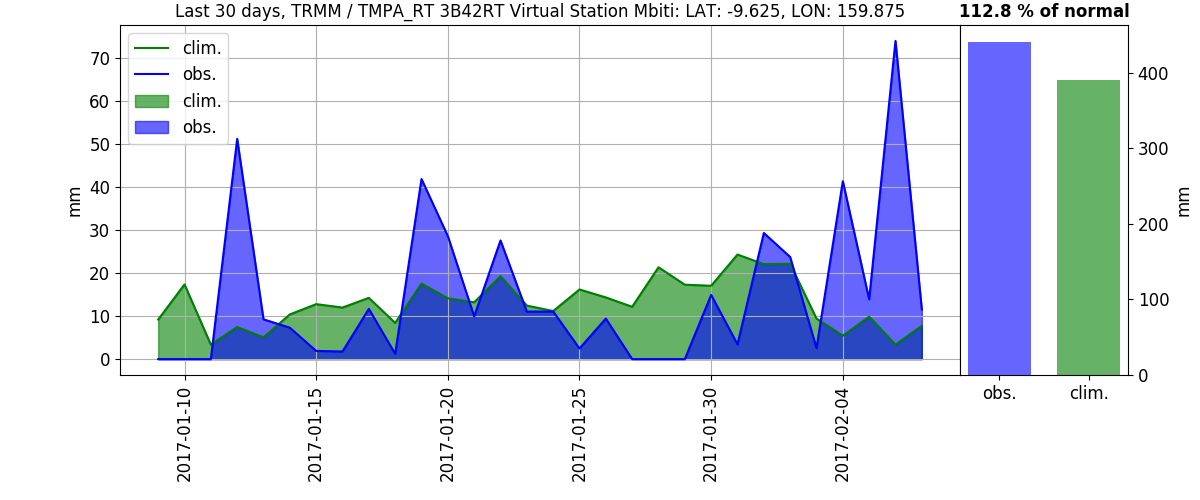 Last 30 days, TRMM / TMPA_RT 3B42RT Virtual Station Mbiti: LAT: -9.625, LON: 159.875
112.8 % of normal
clim.
obs.
clim.
obs.
mm
70
60
50
40
30
20
10
0
2017-01-10
2017-01-15
2017-01-20
2017-01-25
2017-01-30
2017-02-04
400
300
200
100
0
mm
obs.
clim.